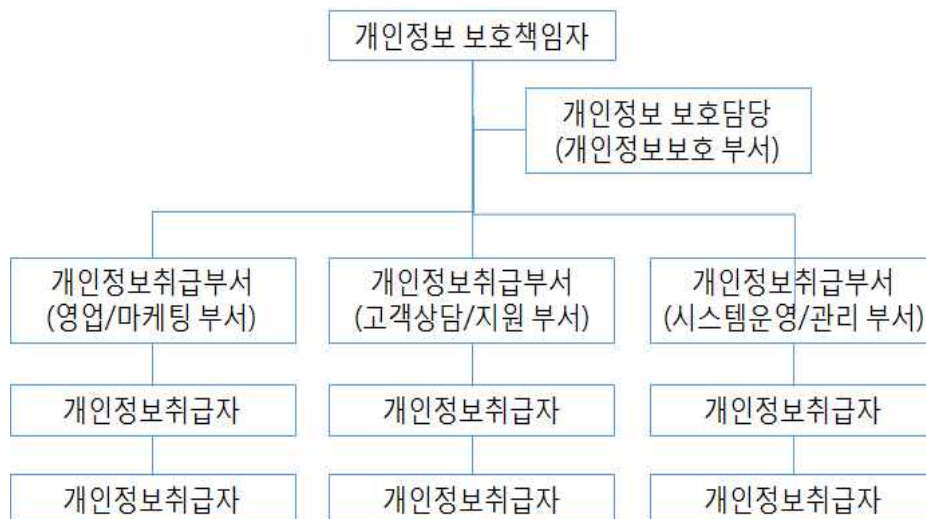 개인정보 보호책임자
개인정보 보호담당
(개인정보보호 부서)
개인정보취급부서
(영업/마케팅 부서)
개인정보취급부서
(고객상담/지원 부서)
개인정보취급부서
(시스템운영/관리 부서)
개인정보취급자
개인정보취급자
개인정보취급자
개인정보취급자
개인정보취급자
개인정보취급자